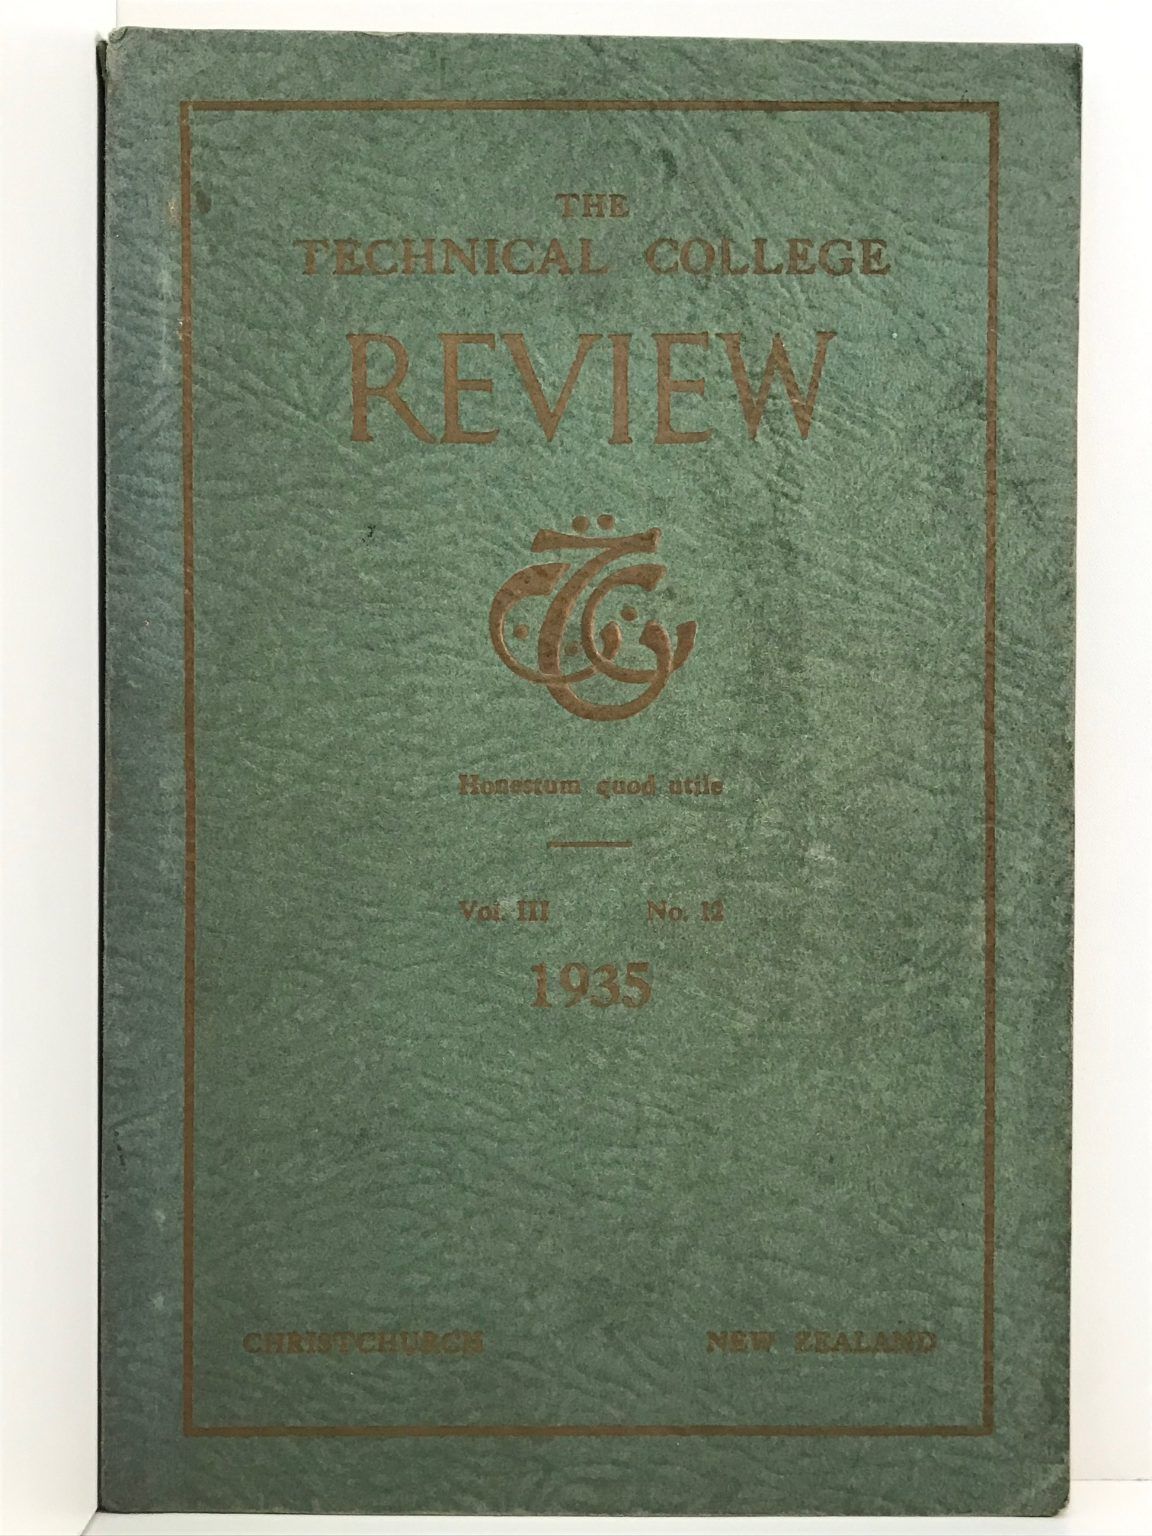 THE
TECHNICAL COLLEGE
REVIEW
Honestum quod utile
Vol. III No. 12
1935
CHRISTCHURCH NEW ZEALAND